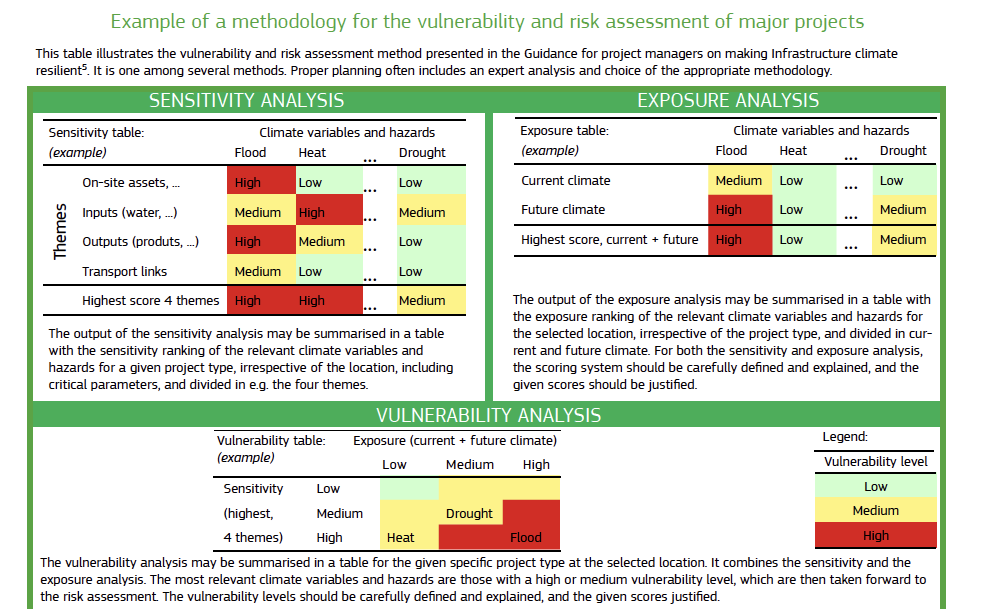 Example of a methodology for the vulnerability and risk assessment of major projects
This table illustrates the vulnerability and risk assessment method presented in the Guidance for project managers on making Infrastructure climate
resilient⁵. It is one among several methods. Proper planning often includes an expert analysis and choice of the appropriate methodology.
SENSITIVITY ANALYSIS
Sensitivity table: Climate variables and hazards
(example) Flood Heat ... Drought
Themes
On-site assets, ... High Low ... Low
Inputs (water, ...) Medium High ... Medium
Outputs (produts, ...) High Medium ... Low
Transport links Medium Low ... Low
Highest score 4 themes High High ... Medium
The output of the sensitivity analysis may be summarised in a table
with the sensitivity ranking of the relevant climate variables and
hazards for a given project type, irrespective of the location, including
critical parameters, and divided in e.g. the four themes.
EXPOSURE ANALYSIS
Exposure table: Climate variables and hazards
(example) Flood Heat ... Drought
Current climate Medium Low ... Low
Future climate High Low ... Medium
Highest score, current + future High Low ... Medium
The output of the exposure analysis may be summarised in a table with
the exposure ranking of the relevant climate variables and hazards for
the selected location, irrespective of the project type, and divided in cur-
rent and future climate. For both the sensitivity and exposure analysis,
the scoring system should be carefully defined and explained, and the
given scores should be justified.
VULNERABILITY ANALYSIS
Vulnerability table: Exposure (current + future climate)
(example)
Low Medium High
Sensitivity Low
(highest, Medium Drought
4 themes) High Heat Flood
Legend:
Vulnerability level
Low
Medium
High
The vulnerability analysis may be summarised in a table for the given specific project type at the selected location. It combines the sensitivity and the
exposure analysis. The most relevant climate variables and hazards are those with a high or medium vulnerability level, which are then taken forward to
the risk assessment. The vulnerability levels should be carefully defined and explained, and the given scores justified.